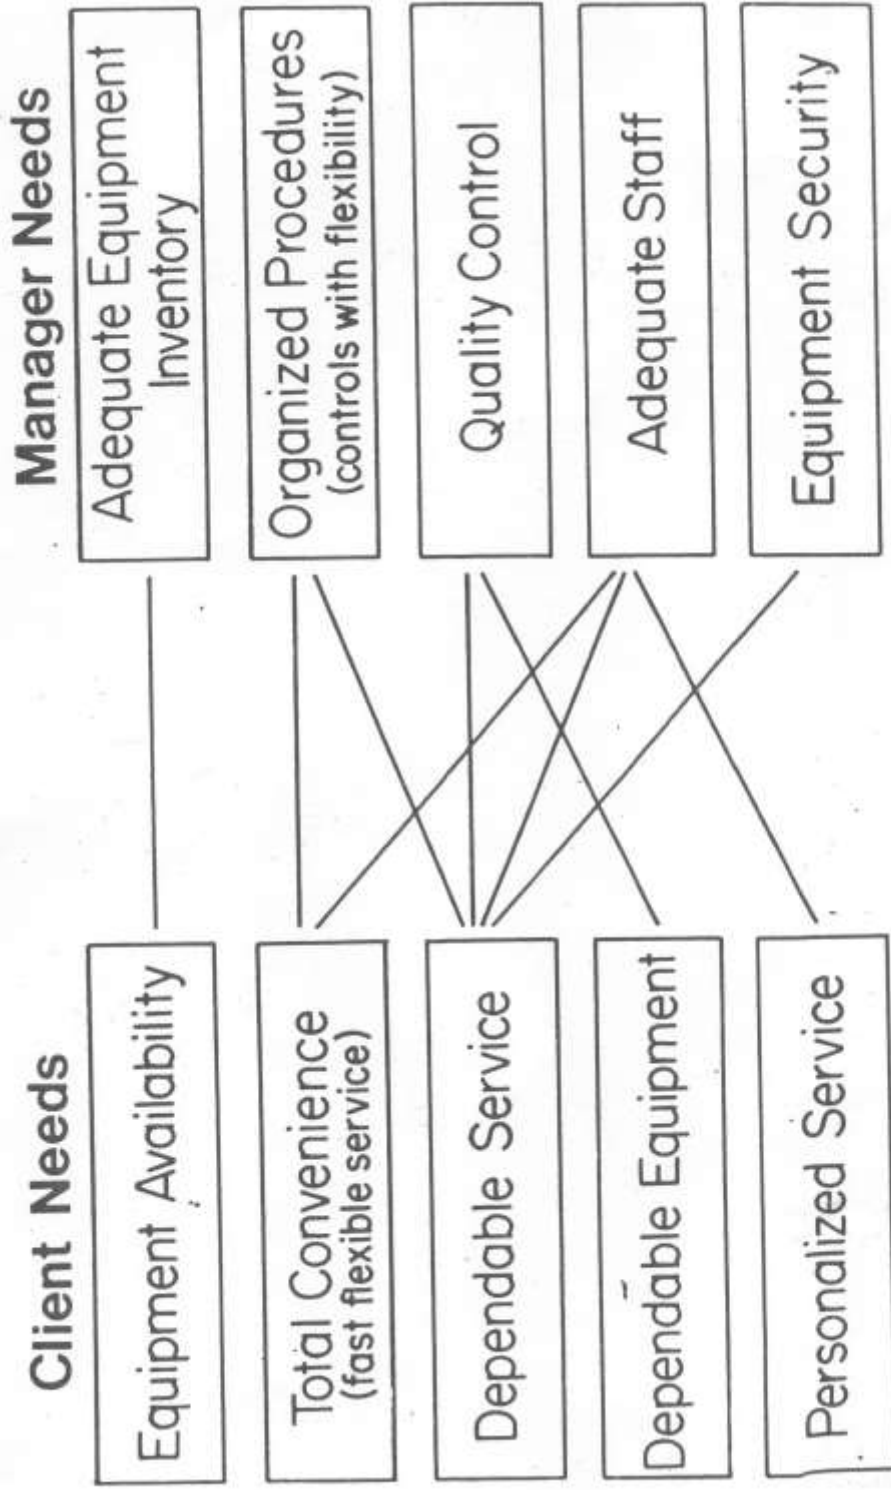 Client Needs
Equipment Availability
Total Convenience
(fast flexible service)
Dependable Service
Dependable Equipment
Personalized Service
Manager Needs
Adequate Equipment
Inventory
Organized Procedures
(controls with flexibility)
Quality Control
Adequate Staff
Equipment Security